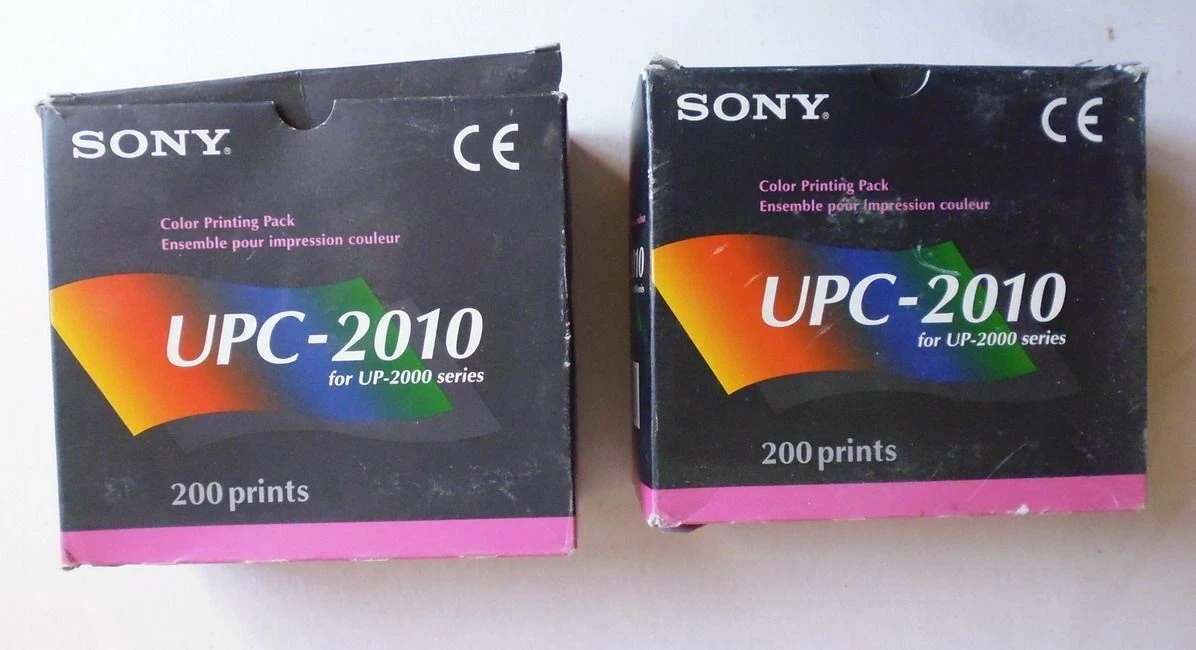 SONY®
CE
Color Printing Pack
Ensemble pour impression couleur
UPC-2010
for UP-2000 series
200 prints
SONY®
CE
Color Printing Pack
Ensemble pour impression couleur
UPC-2010
for UP-2000 series
200 prints
10